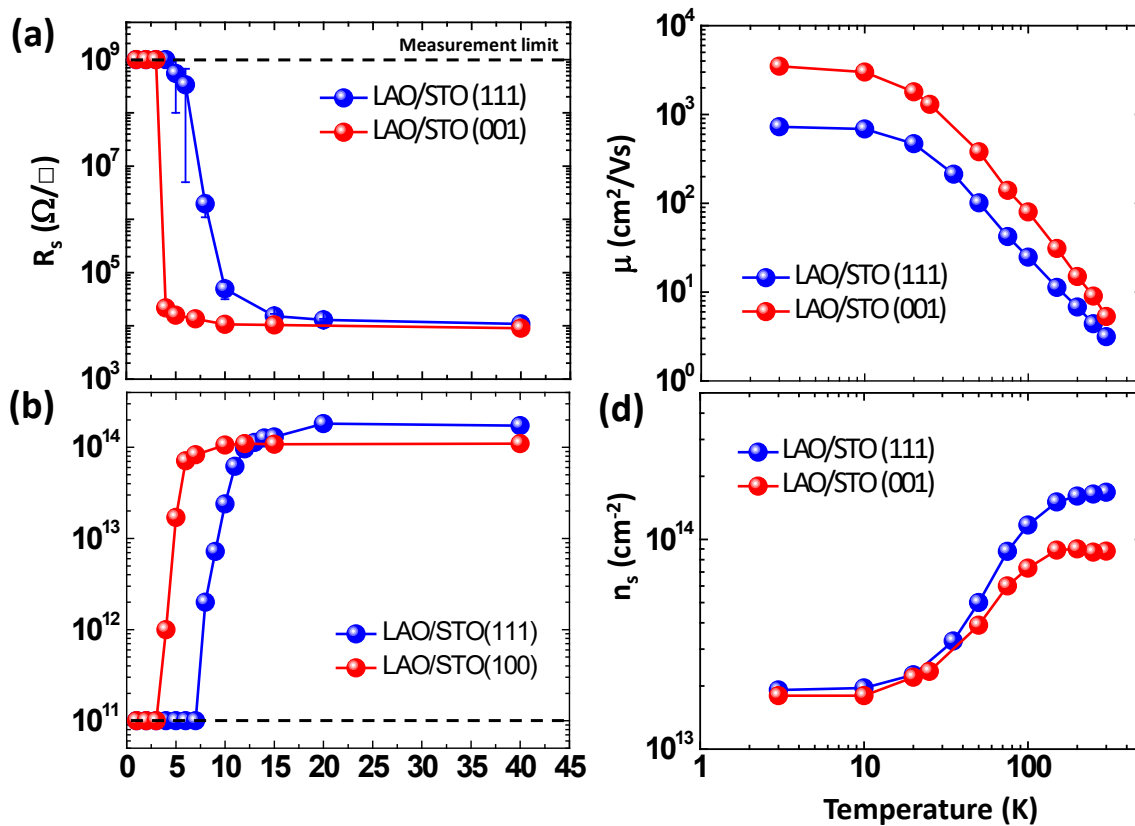 (a)
Measurement limit
10⁹
10⁷
10⁵
10³
Rₛ (Ω/□)
LAO/STO (111)
LAO/STO (001)
10⁴
10³
10²
10¹
10⁰
μ (cm²/Vs)
LAO/STO (111)
LAO/STO (001)
(b)
10¹⁴
10¹³
10¹²
10¹¹
LAO/STO(111)
LAO/STO(100)
0 5 10 15 20 25 30 35 40 45
(d)
10¹⁴
10¹³
nₛ (cm⁻²)
LAO/STO (111)
LAO/STO (001)
1 10 100
Temperature (K)